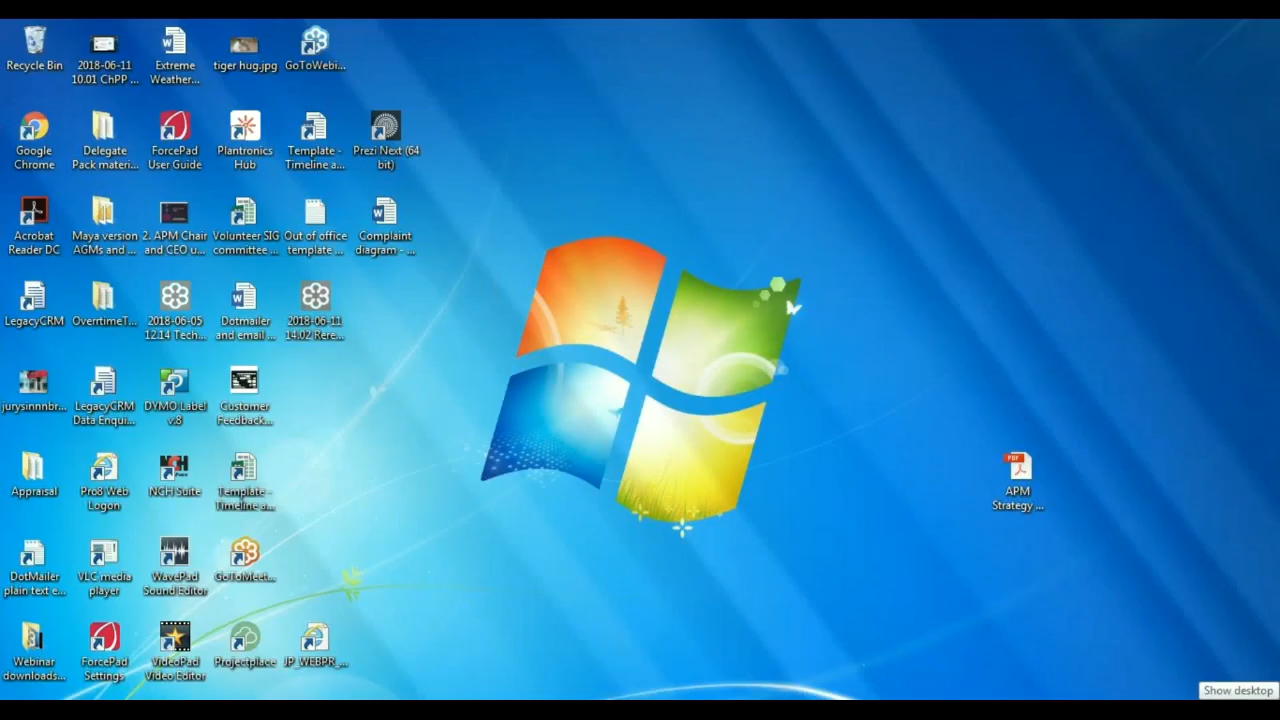 Recycle Bin
2018-06-11
10.01 ChPP ...
Extreme
Weather...
tiger hug.jpg
GoToWebi...
Google
Chrome
Delegate
Pack materi...
ForcePad
User Guide
Plantronics
Hub
Template -
Timeline a...
Prezi Next (64
bit)
Acrobat
Reader DC
Maya version
AGMs and ...
2. APM Chair
and CEO u...
Volunteer SIG
committee ...
Out of office
template ...
Complaint
diagram - ...
LegacyCRM
OverrtimeT...
2018-06-05
12.14 Tech...
Dotmailer
and email ...
2018-06-11
14.02 Rere...
jurysinnnbr...
LegacyCRM
Data Enqui...
DYMO Label
v.8
Customer
Feedback...
Appraisal
Pro8 Web
Logon
NCH Suite
Template -
Timeline a...
APM
Strategy ...
DotMailer
plain text e...
VLC media
player
WavePad
Sound Editor
GoToMeet...
Webinar
downloads...
ForcePad
Settings
VideoPad
Video Editor
Projectplace
JP_WEBPR_...
Show desktop